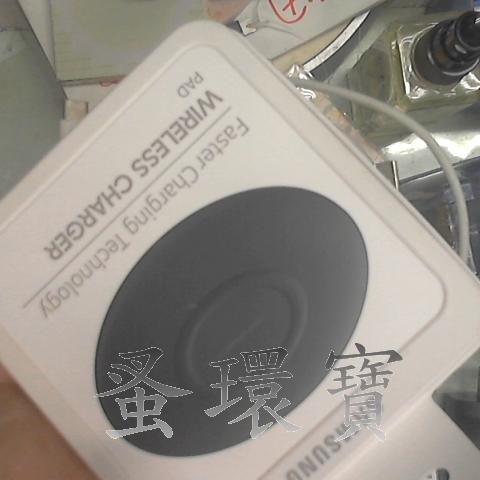 PAD
WIRELESS CHARGER
Faster Charging Technology
SAMSUNG
蚤環寶